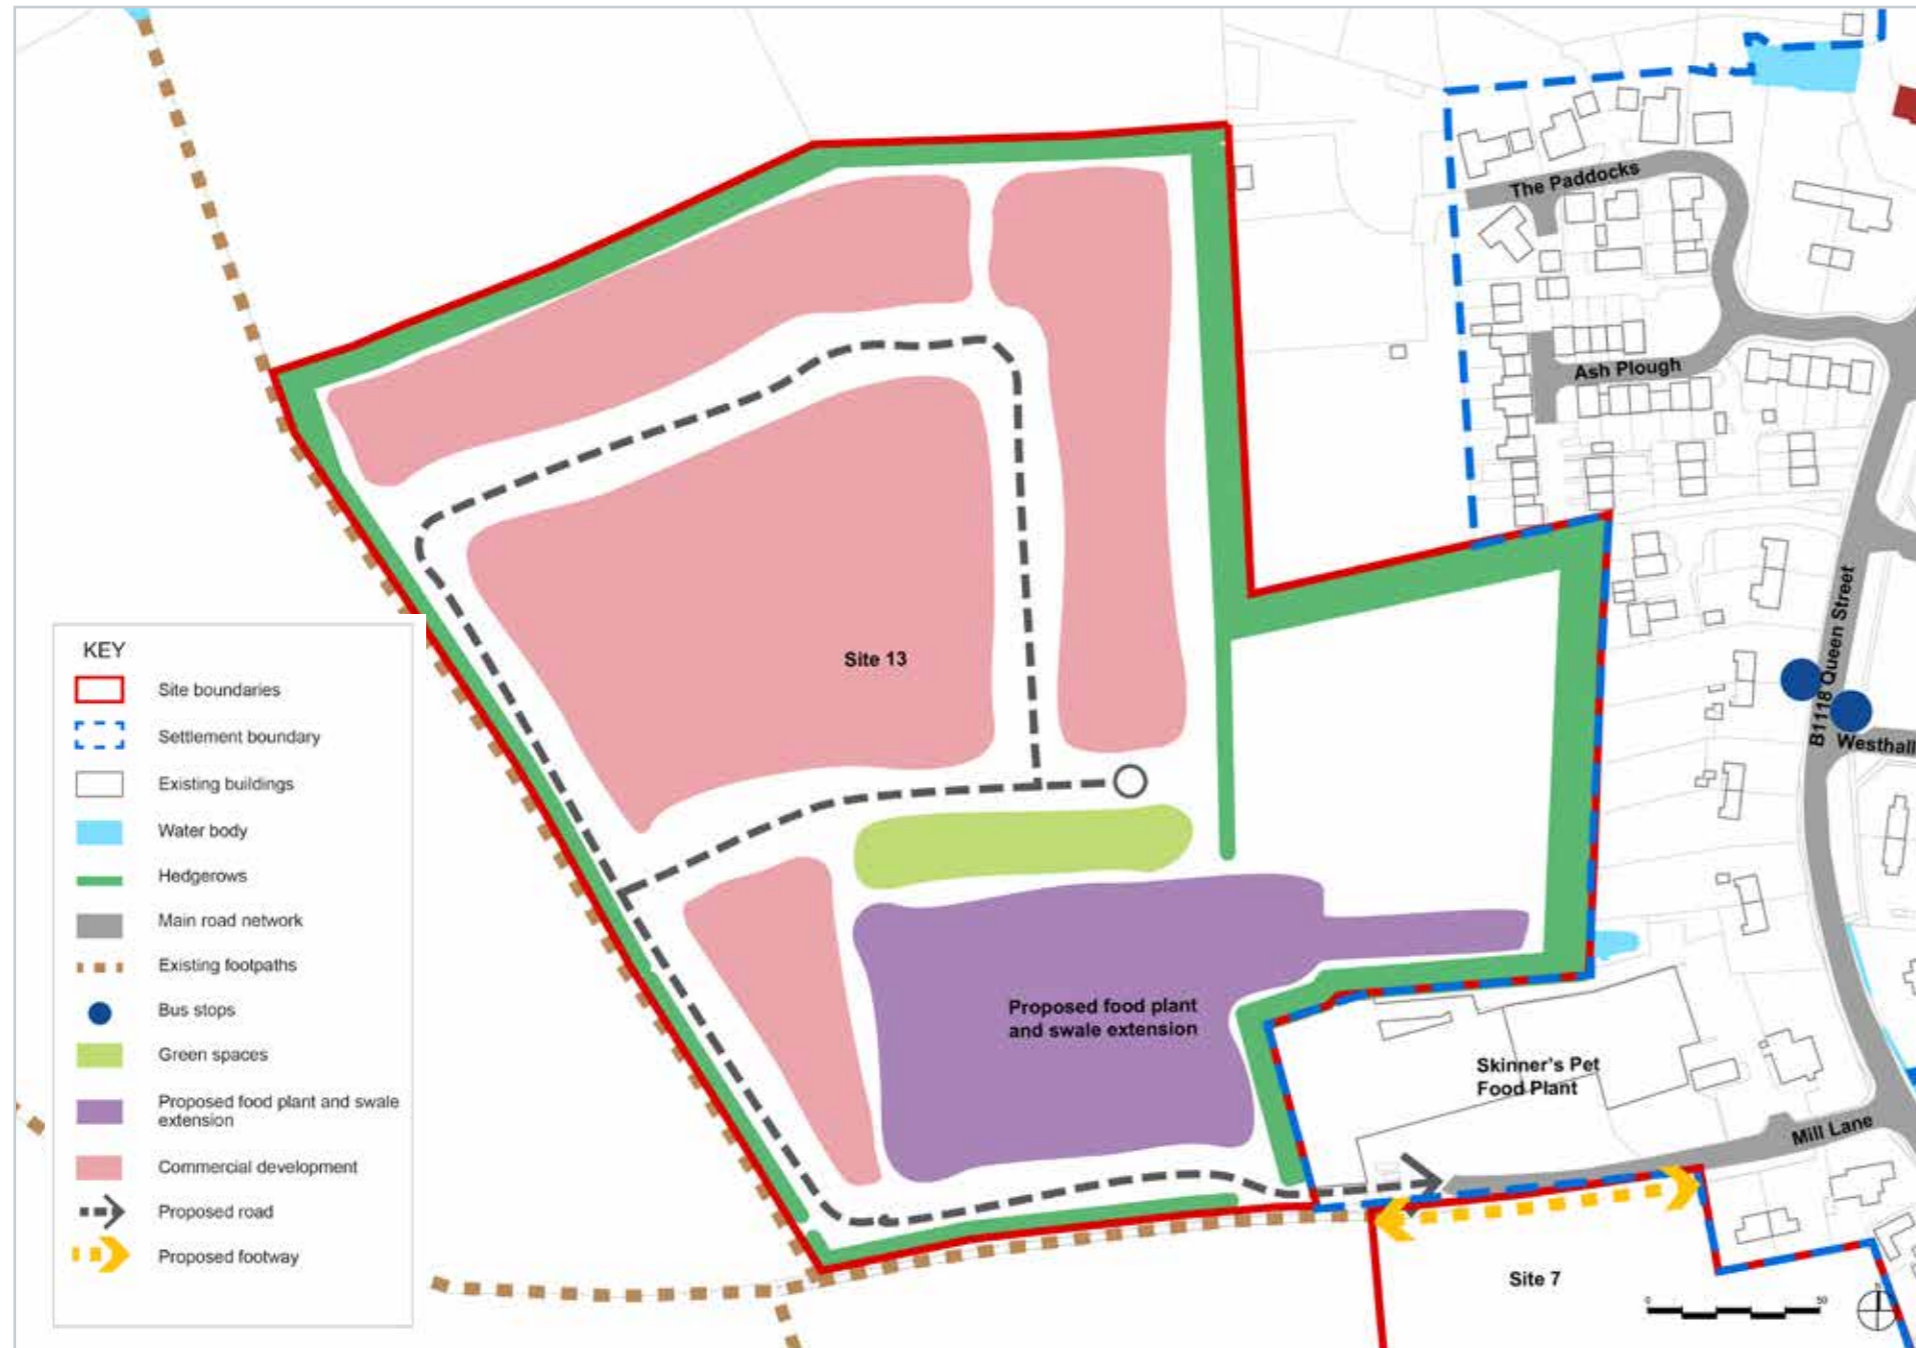 The Paddocks
Ash Plough
B1118 Queen Street
Westhall
Site 13
KEY
Site boundaries
Settlement boundary
Existing buildings
Water body
Hedgerows
Main road network
Existing footpaths
Bus stops
Green spaces
Proposed food plant and swale
extension
Commercial development
Proposed road
Proposed footway
Proposed food plant
and swale extension
Skinner's Pet
Food Plant
Mill Lane
Site 7
0 50